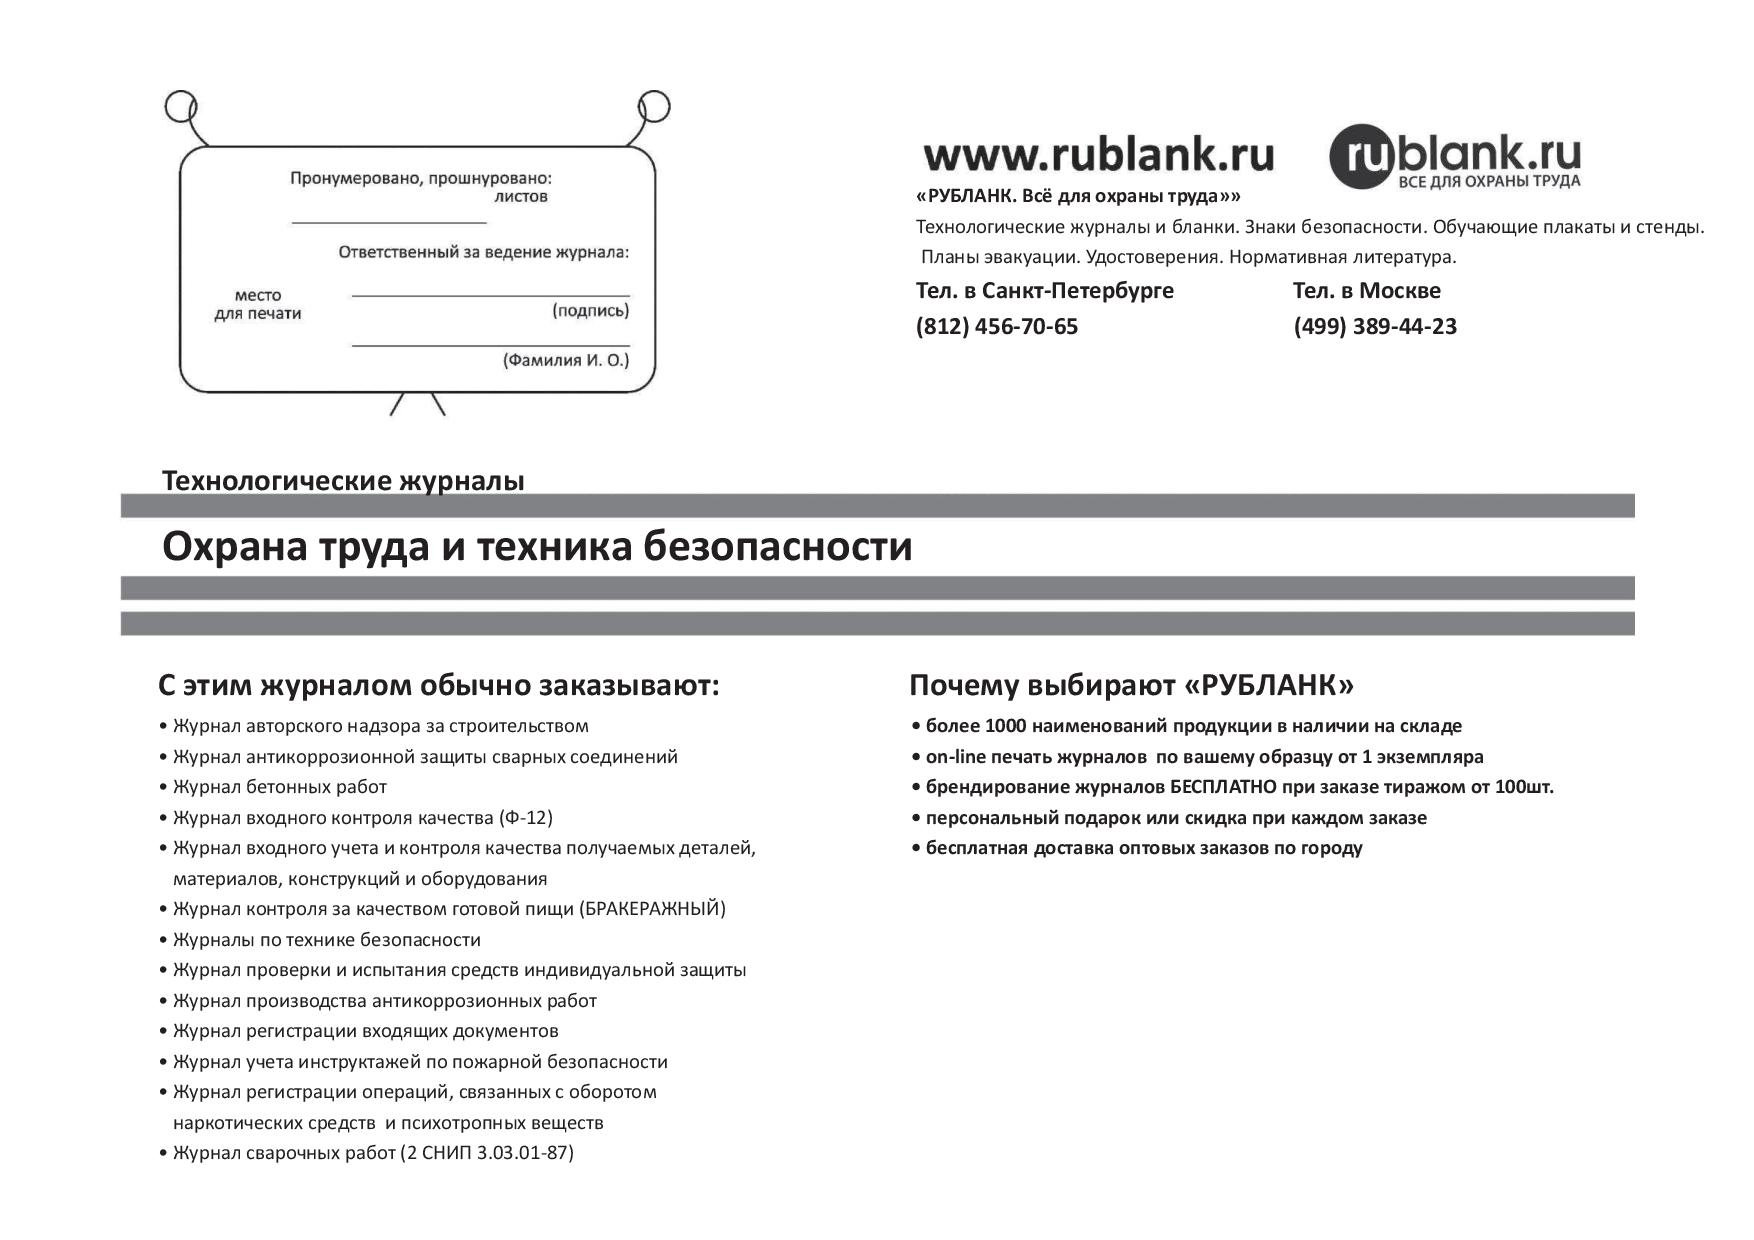 Пронумеровано, прошнуровано:
листов
Ответственный за ведение журнала:
место
для печати
(подпись)
(Фамилия И. О.)
www.rublank.ru
rublank.ru
ВСЕ ДЛЯ ОХРАНЫ ТРУДА
«РУБЛАНК. Всё для охраны труда»»
Технологические журналы и бланки. Знаки безопасности. Обучающие плакаты и стенды.
Планы эвакуации. Удостоверения. Нормативная литература.
Тел. в Санкт-Петербурге Тел. в Москве
(812) 456-70-65 (499) 389-44-23
Технологические журналы
Охрана труда и техника безопасности
С этим журналом обычно заказывают:
• Журнал авторского надзора за строительством
• Журнал антикоррозионной защиты сварных соединений
• Журнал бетонных работ
• Журнал входного контроля качества (Ф-12)
• Журнал входного учета и контроля качества получаемых деталей,
материалов, конструкций и оборудования
• Журнал контроля за качеством готовой пищи (БРАКЕРАЖНЫЙ)
• Журналы по технике безопасности
• Журнал проверки и испытания средств индивидуальной защиты
• Журнал производства антикоррозионных работ
• Журнал регистрации входящих документов
• Журнал учета инструктажей по пожарной безопасности
• Журнал регистрации операций, связанных с оборотом
наркотических средств и психотропных веществ
• Журнал сварочных работ (2 СНИП 3.03.01-87)
Почему выбирают «РУБЛАНК»
• более 1000 наименований продукции в наличии на складе
• on-line печать журналов по вашему образцу от 1 экземпляра
• брендирование журналов БЕСПЛАТНО при заказе тиражом от 100шт.
• персональный подарок или скидка при каждом заказе
• бесплатная доставка оптовых заказов по городу